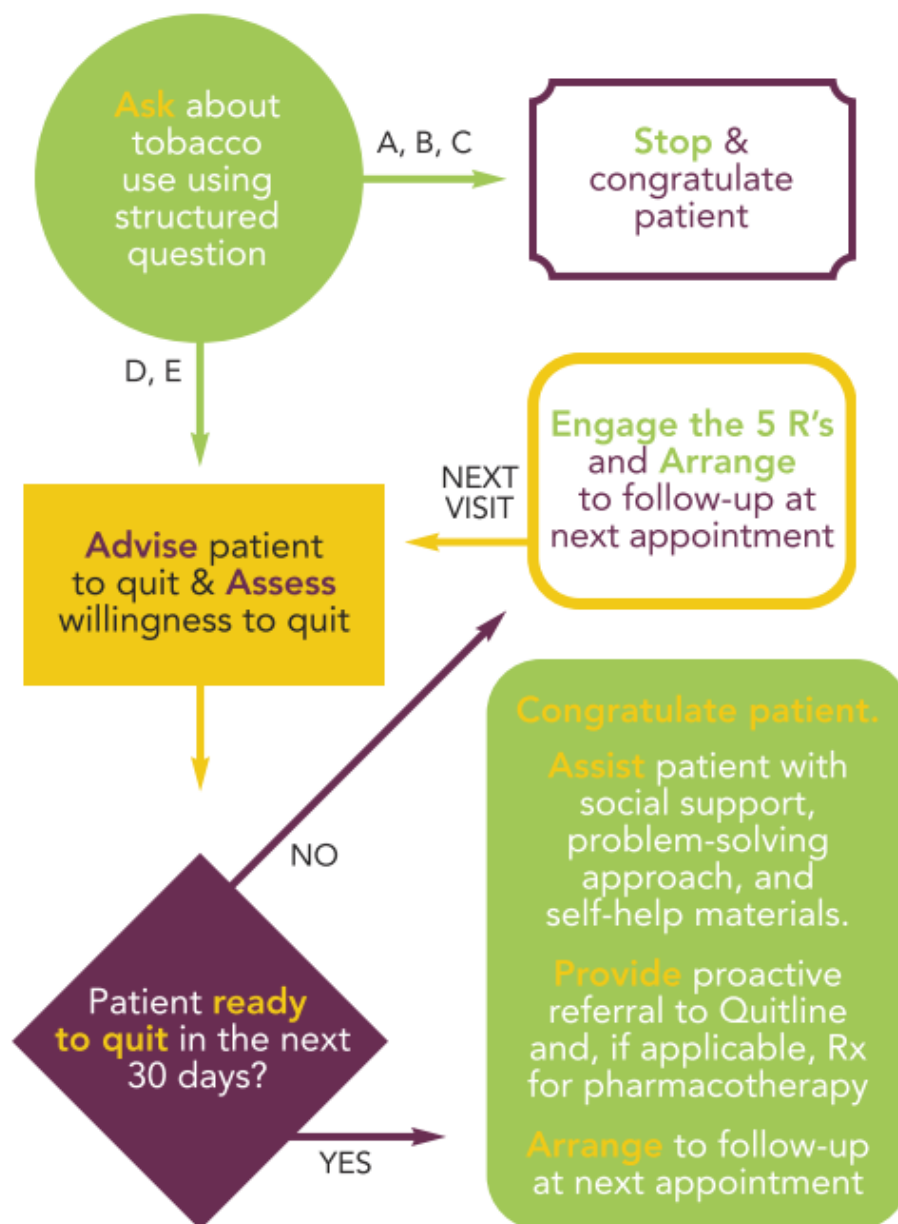 Ask about
tobacco
use using
structured
question
A, B, C
Stop &
congratulate
patient
D, E
Engage the 5 R's
and Arrange
to follow-up at
next appointment
NEXT
VISIT
Advise patient
to quit & Assess
willingness to quit
NO
Patient ready
to quit in the next
30 days?
YES
Congratulate patient.
Assist patient with
social support,
problem-solving
approach, and
self-help materials.
Provide proactive
referral to Quitline
and, if applicable, Rx
for pharmacotherapy
Arrange to follow-up
at next appointment